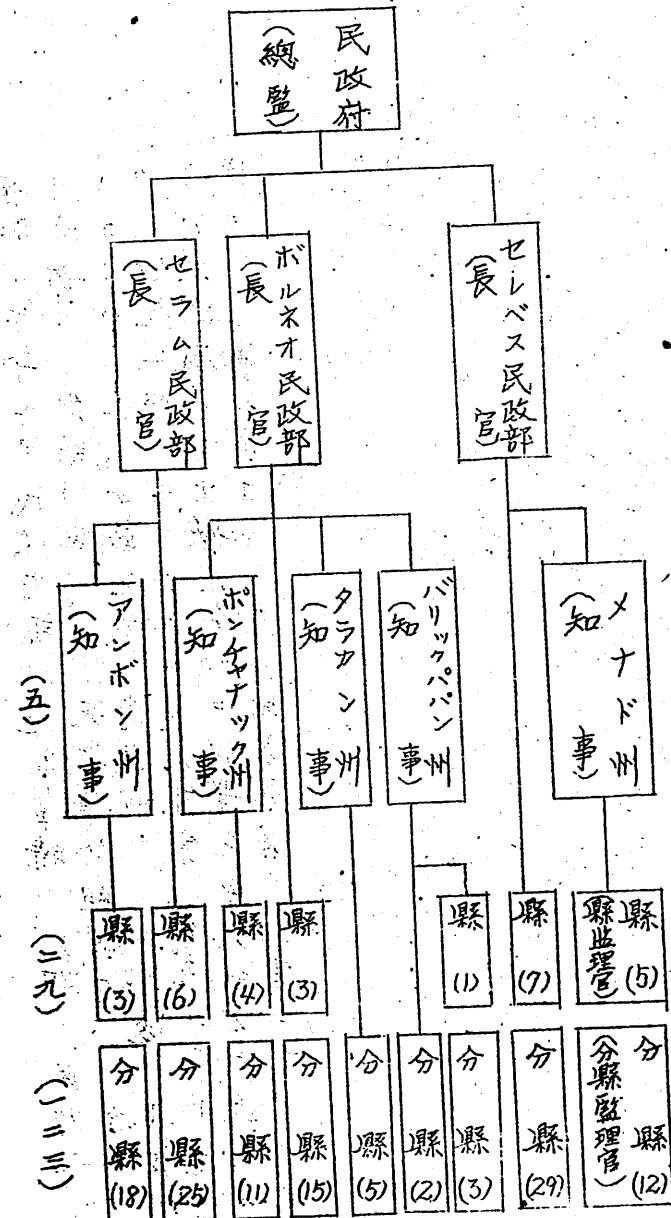 民政府
(總監)
セレベス民政部
(長官)
ボルネオ民政部
(長官)
セラム民政部
(長官)
メナド州
(知事)
バリックパパン州
(知事)
タラカン州
(知事)
ポンチャナック州
(知事)
アンボン州
(知事)
(五)
縣(5)
(縣監理官)
縣(7)
縣(1)
縣(3)
縣(4)
縣(6)
縣(3)
(二九)
分縣(12)
(分縣監理官)
分縣(29)
分縣(3)
分縣(2)
分縣(5)
分縣(15)
分縣(11)
分縣(25)
分縣(18)
(一二三)